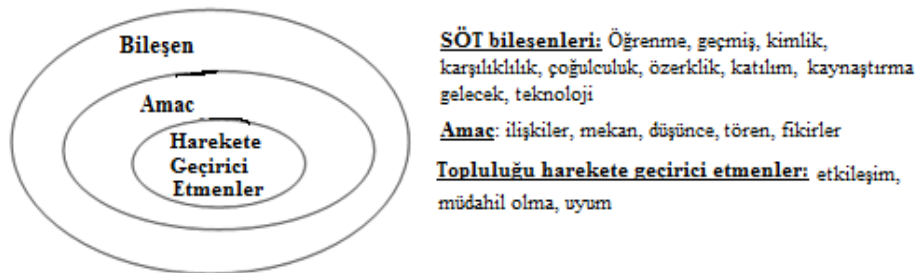 Bileşen
Amac
Harekete
Geçirici
Etmenler
SÖT bileşenleri: Öğrenme, geçmiş, kimlik,
karşılıklılık, çoğulculuk, özerklik, katılım, kaynaştırma
gelecek, teknoloji
Amac: ilişkiler, mekan, düşünce, tören, fikirler
Topluluğu harekete geçirici etmenler: etkileşim,
müdahil olma, uyum